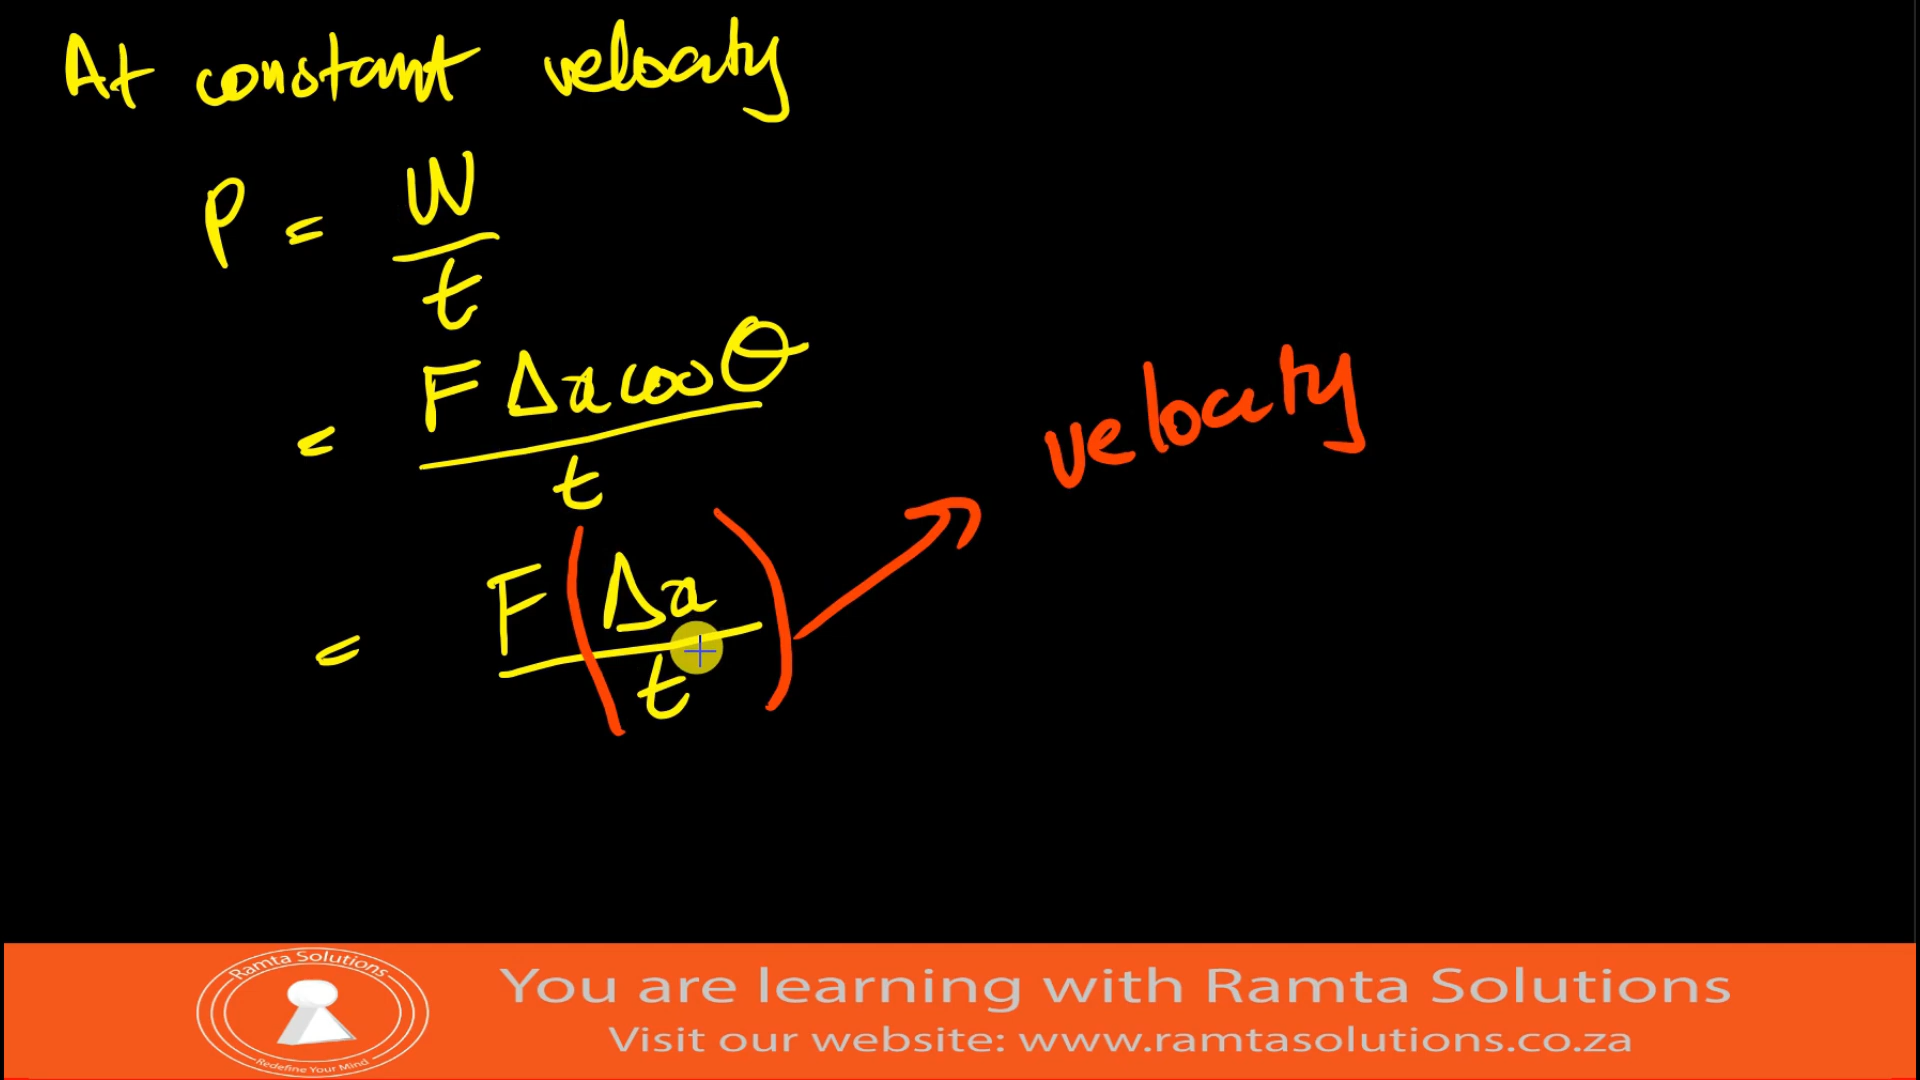 At constant velocity
P = W
t
= F Δx cos θ
t
velocity
= F (Δx
t)
Ramta Solutions
Redefine Your Mind
You are learning with Ramta Solutions
Visit our website: www.ramtasolutions.co.za